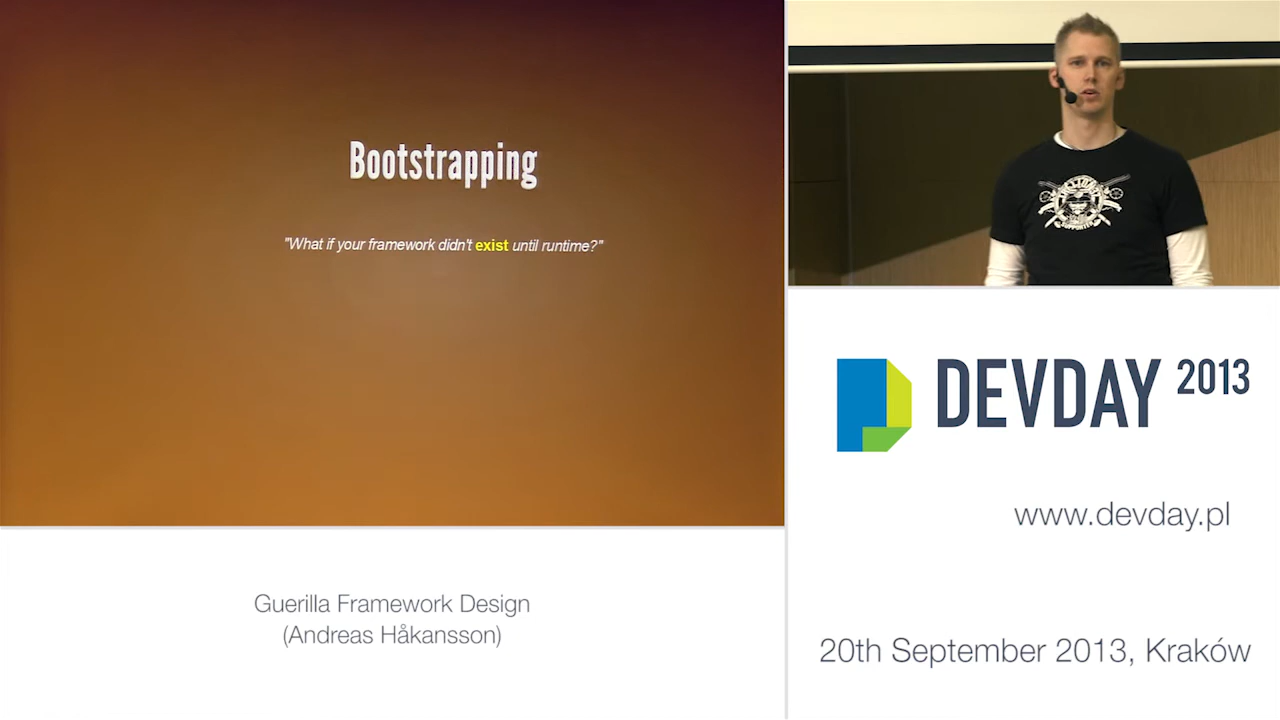 Bootstrapping
"What if your framework didn't exist until runtime?"
SUPPORTER
DEVDAY 2013
www.devday.pl
Guerilla Framework Design
(Andreas Håkansson)
20th September 2013, Kraków